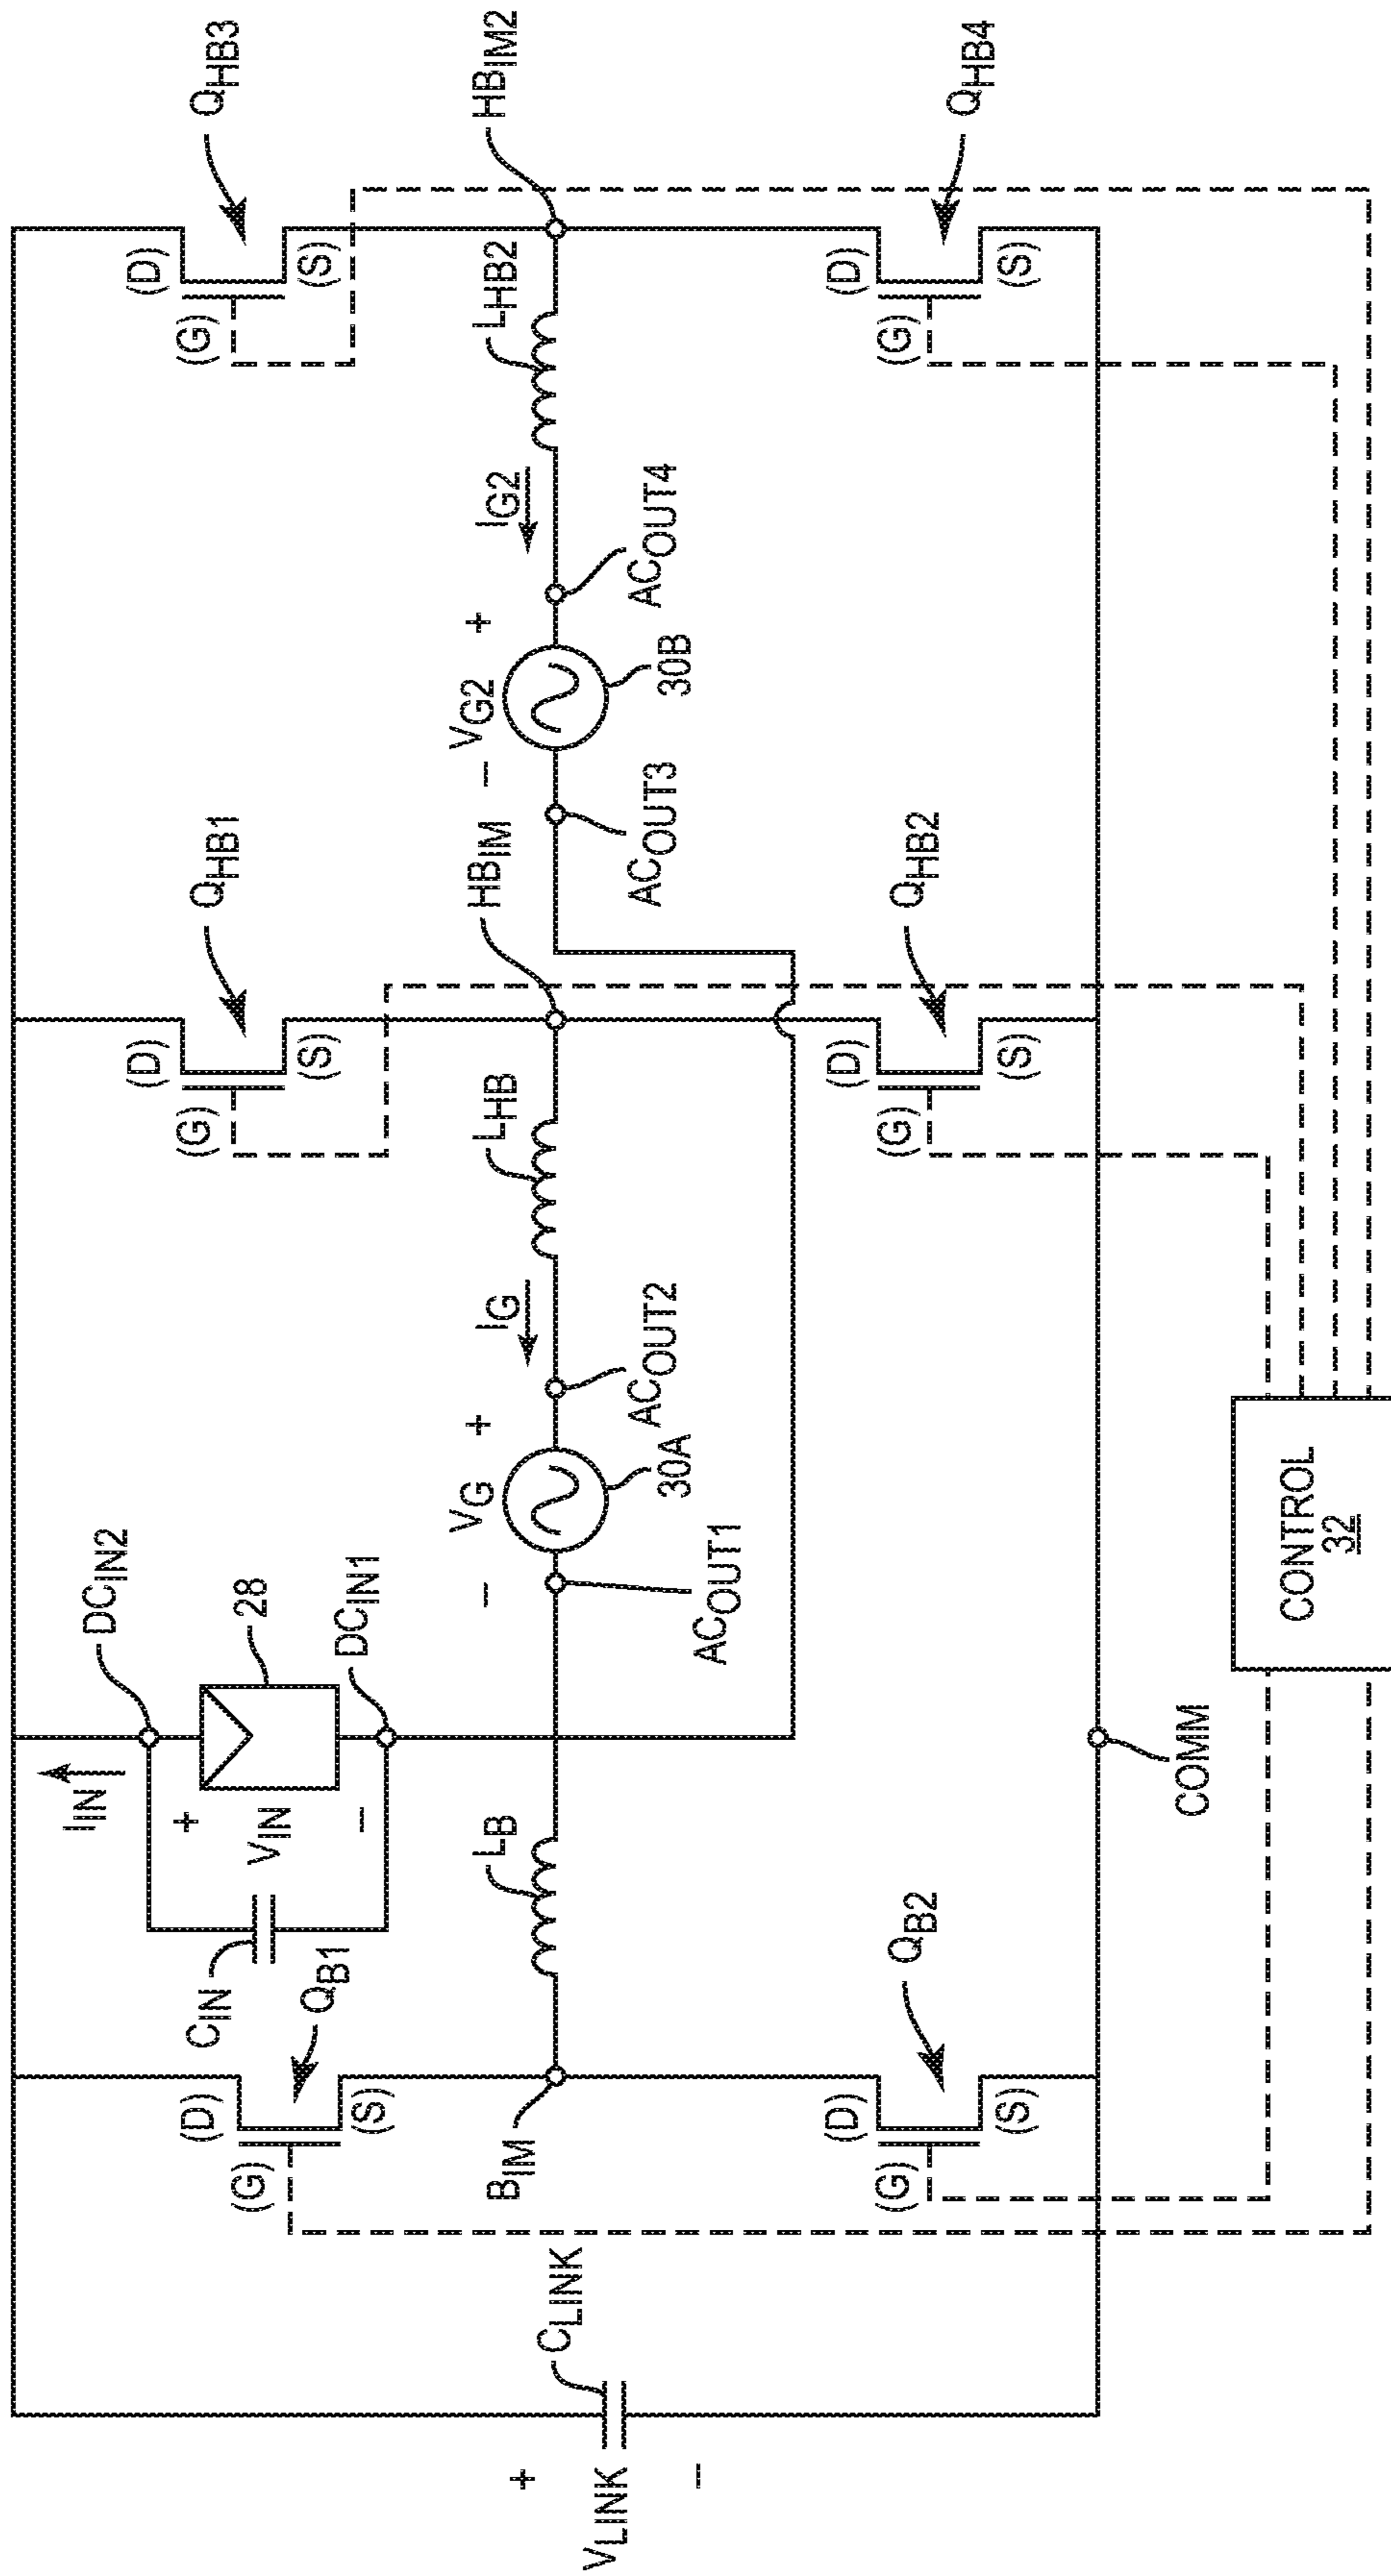 DC_IN2
I_IN
+
V_IN
−
28
C_IN
DC_IN1
Q_B1
(D)
(G)
(S)
Q_HB1
(D)
(G)
(S)
Q_HB3
(D)
(G)
(S)
+
V_LINK
−
C_LINK
B_IM
L_B
−
V_G
+
30A
AC_OUT1
AC_OUT2
I_G
L_HB
HB_IM
−
V_G2
+
30B
AC_OUT3
AC_OUT4
I_G2
L_HB2
HB_IM2
Q_B2
(D)
(G)
(S)
Q_HB2
(D)
(G)
(S)
Q_HB4
(D)
(G)
(S)
COMM
CONTROL
32